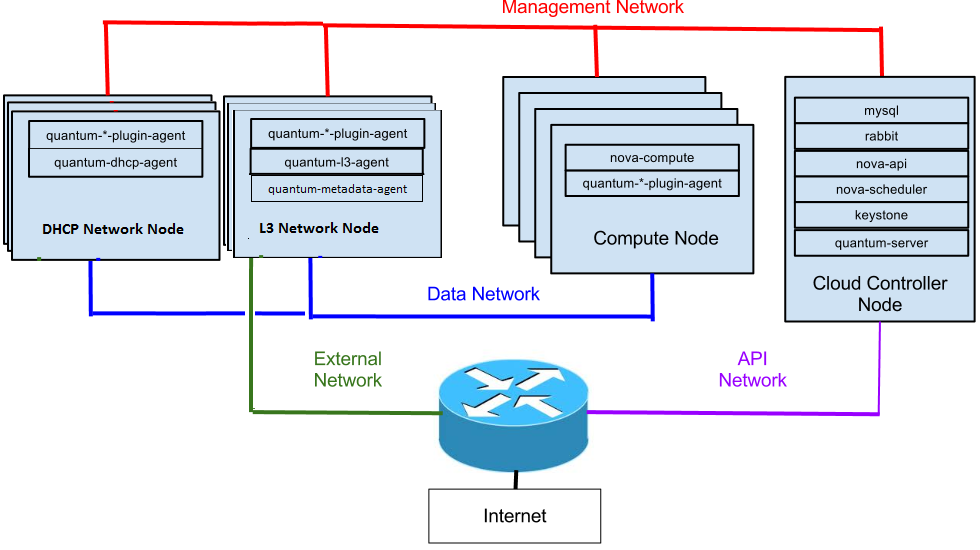 Management Network
quantum-*-plugin-agent
quantum-dhcp-agent
DHCP Network Node
quantum-*-plugin-agent
quantum-l3-agent
quantum-metadata-agent
L3 Network Node
nova-compute
quantum-*-plugin-agent
Compute Node
mysql
rabbit
nova-api
nova-scheduler
keystone
quantum-server
Cloud Controller
Node
Data Network
External
Network
API
Network
Internet